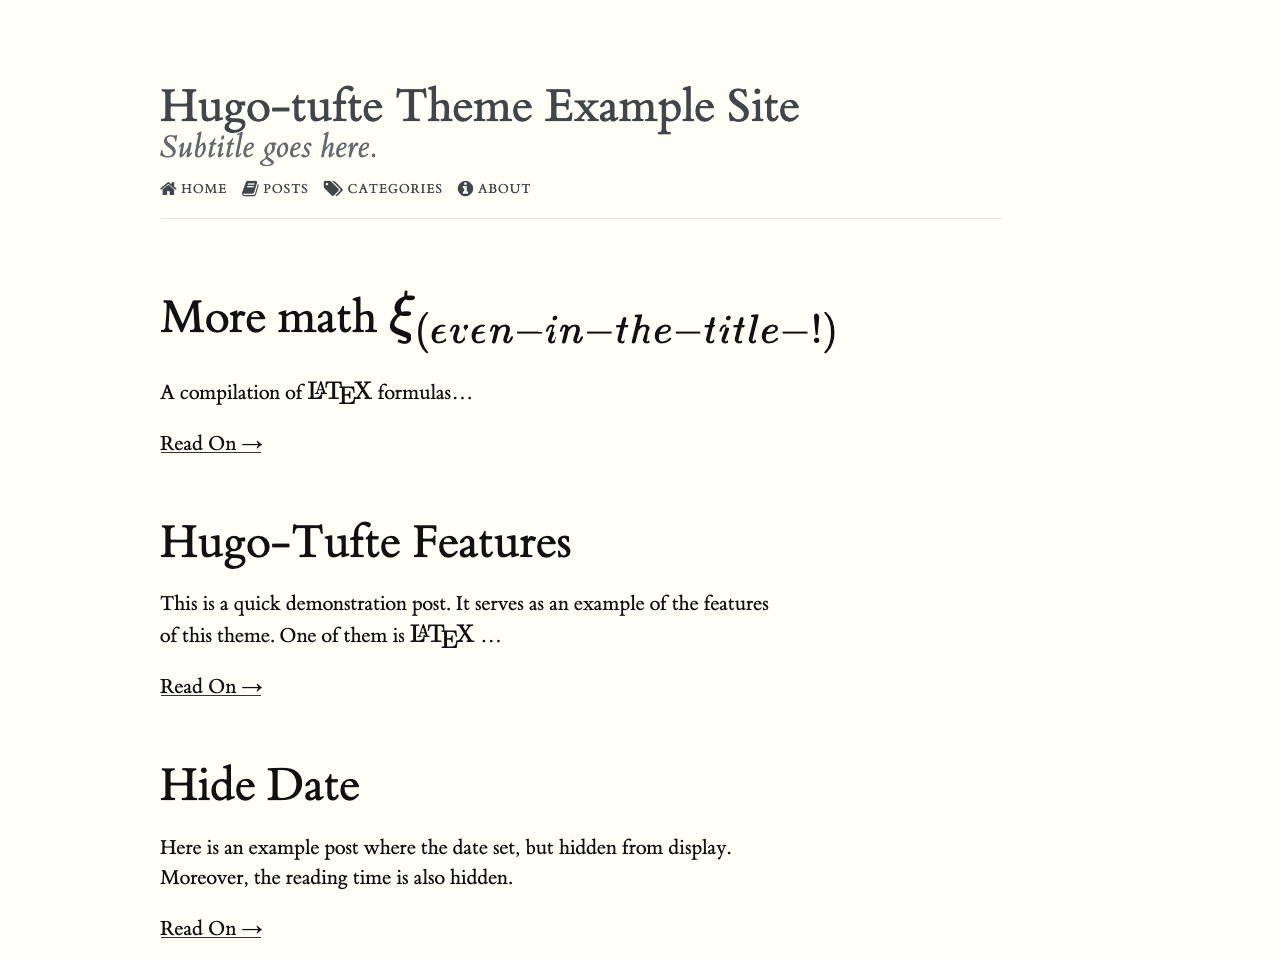 Hugo-tufte Theme Example Site
Subtitle goes here.
HOME POSTS CATEGORIES ABOUT
More math ξ(even−in−the−title−!)
A compilation of LATEX formulas…
Read On →
Hugo-Tufte Features
This is a quick demonstration post. It serves as an example of the features
of this theme. One of them is LATEX …
Read On →
Hide Date
Here is an example post where the date set, but hidden from display.
Moreover, the reading time is also hidden.
Read On →